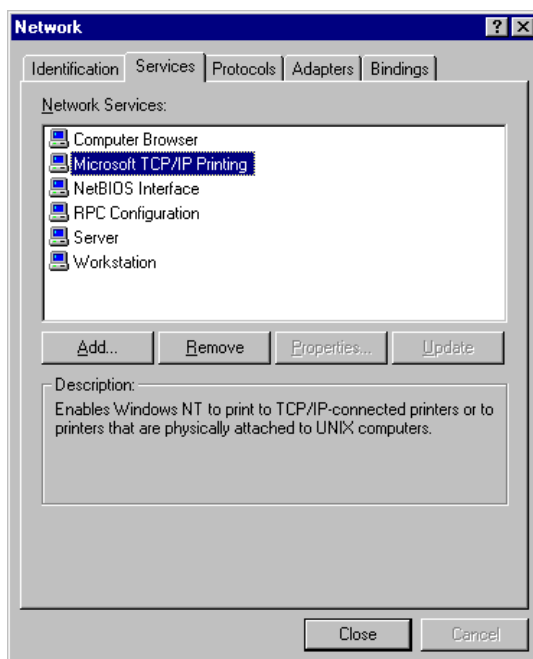 Network
Identification Services Protocols Adapters Bindings
Network Services:
Computer Browser
Microsoft TCP/IP Printing
NetBIOS Interface
RPC Configuration
Server
Workstation
Add... Remove Properties... Update
Description:
Enables Windows NT to print to TCP/IP-connected printers or to
printers that are physically attached to UNIX computers.
Close Cancel